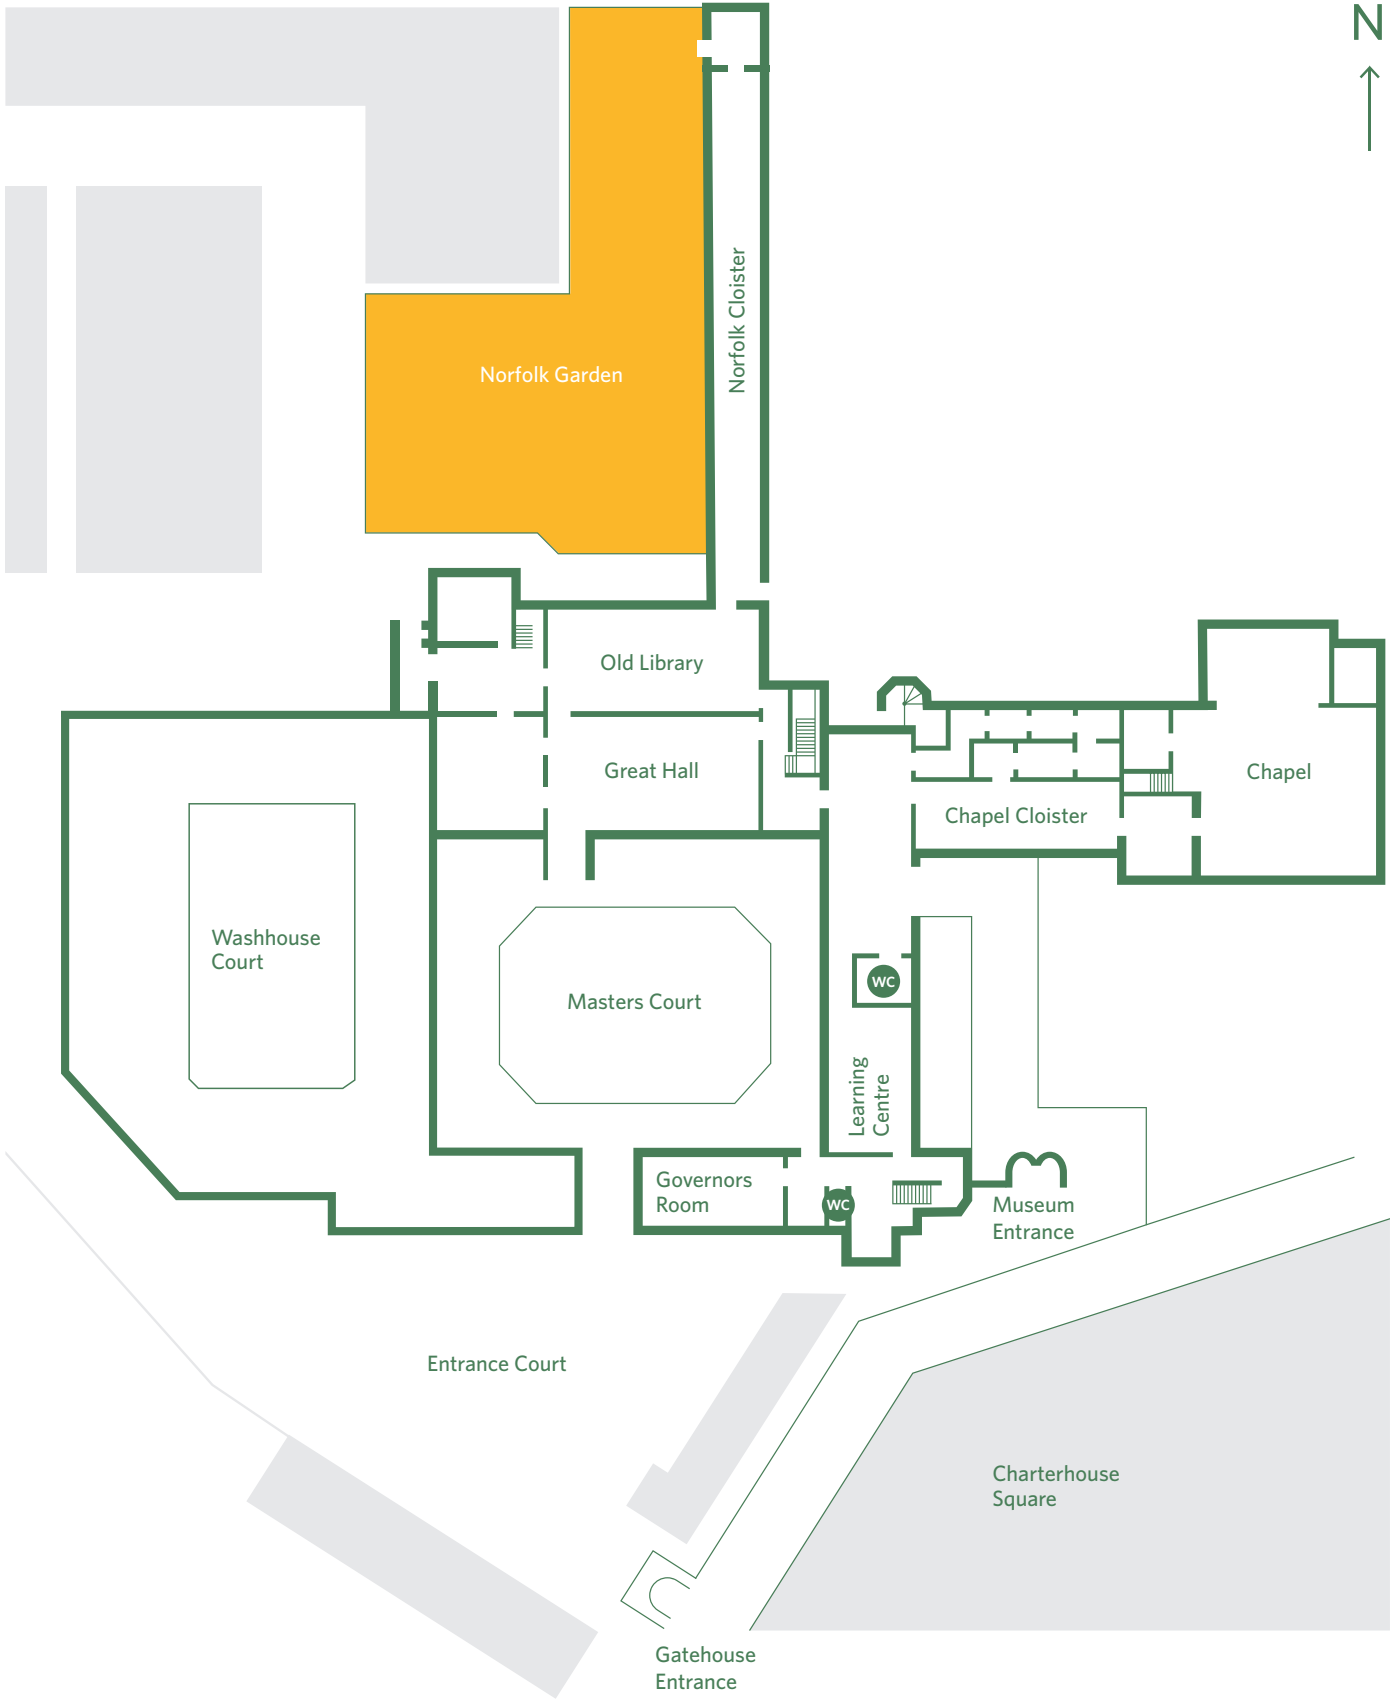 N
Norfolk Cloister
Norfolk Garden
Old Library
Great Hall
Chapel
Chapel Cloister
Washhouse
Court
Masters Court
WC
Learning
Centre
Governors
Room
WC
Museum
Entrance
Entrance Court
Charterhouse
Square
Gatehouse
Entrance